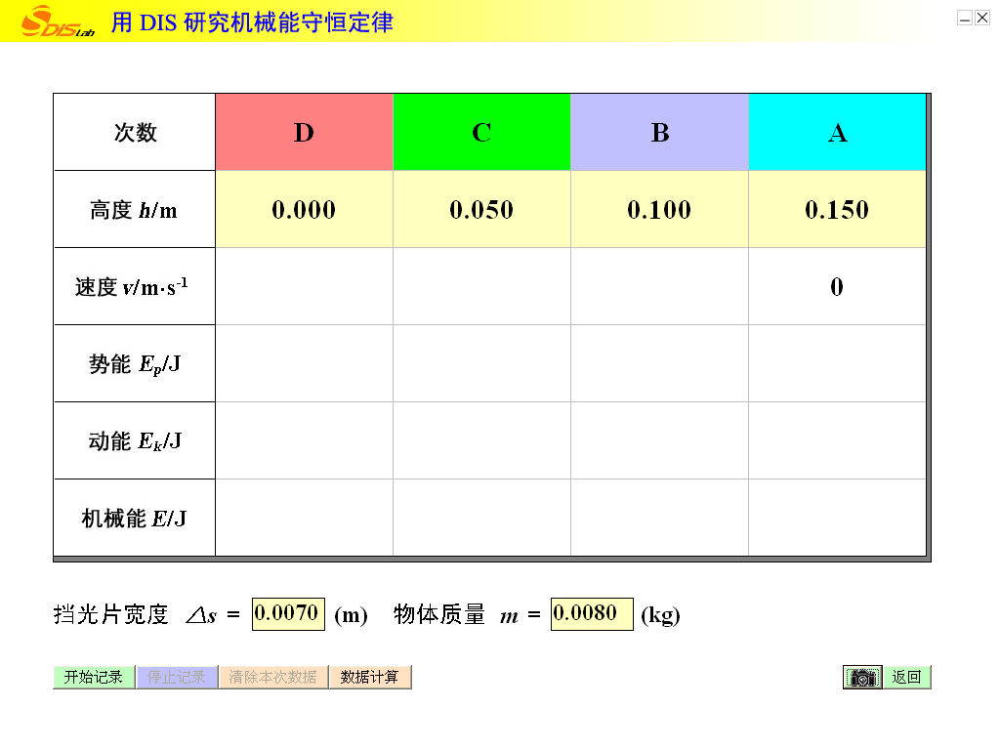 DISLab 用 DIS 研究机械能守恒定律
次数 D C B A
高度 h/m 0.000 0.050 0.100 0.150
速度 v/m·s⁻¹ 0
势能 Eₚ/J
动能 Eₖ/J
机械能 E/J
挡光片宽度 △s = 0.0070 (m) 物体质量 m = 0.0080 (kg)
开始记录 停止记录 清除本次数据 数据计算 返回